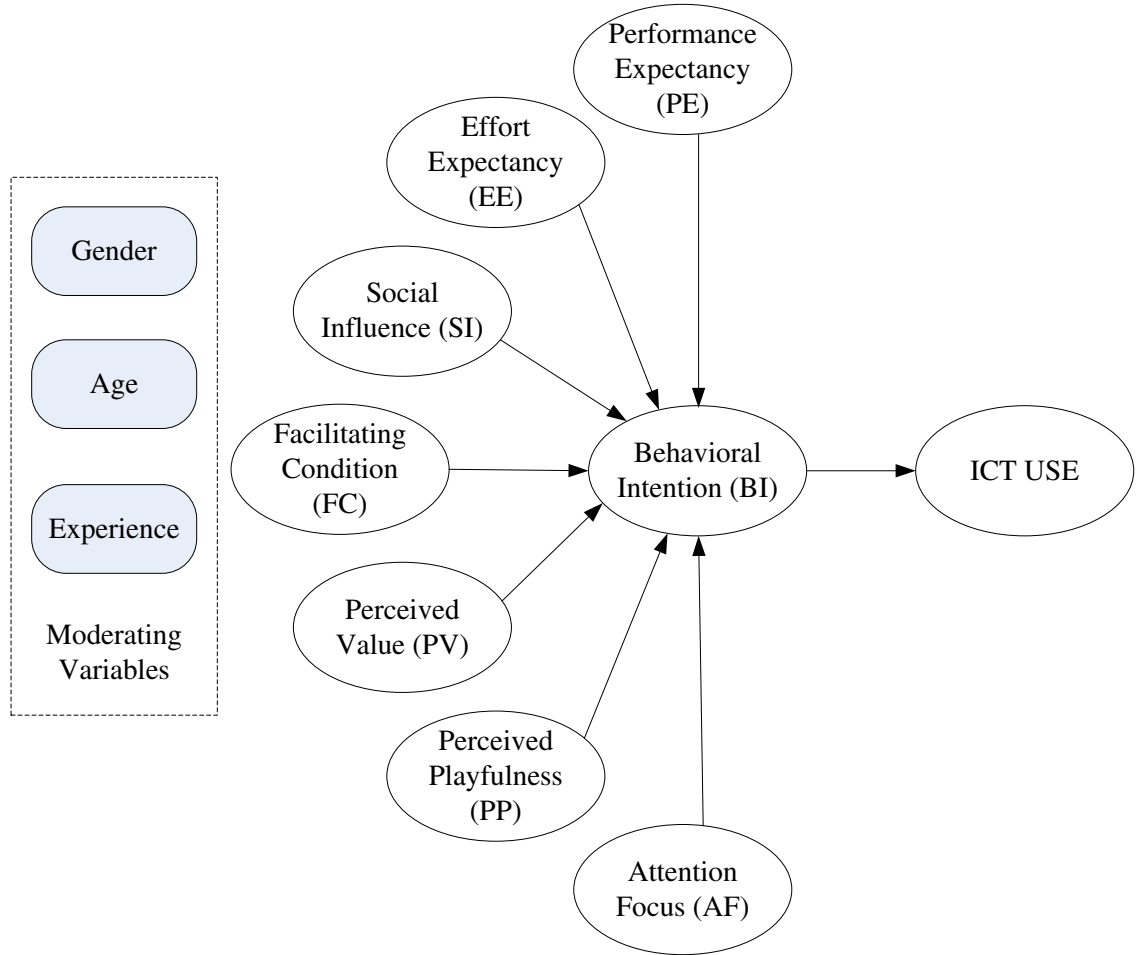 Performance
Expectancy
(PE)
Effort
Expectancy
(EE)
Gender
Social
Influence (SI)
Age
Facilitating
Condition
(FC)
Behavioral
Intention (BI)
ICT USE
Experience
Perceived
Value (PV)
Moderating
Variables
Perceived
Playfulness
(PP)
Attention
Focus (AF)